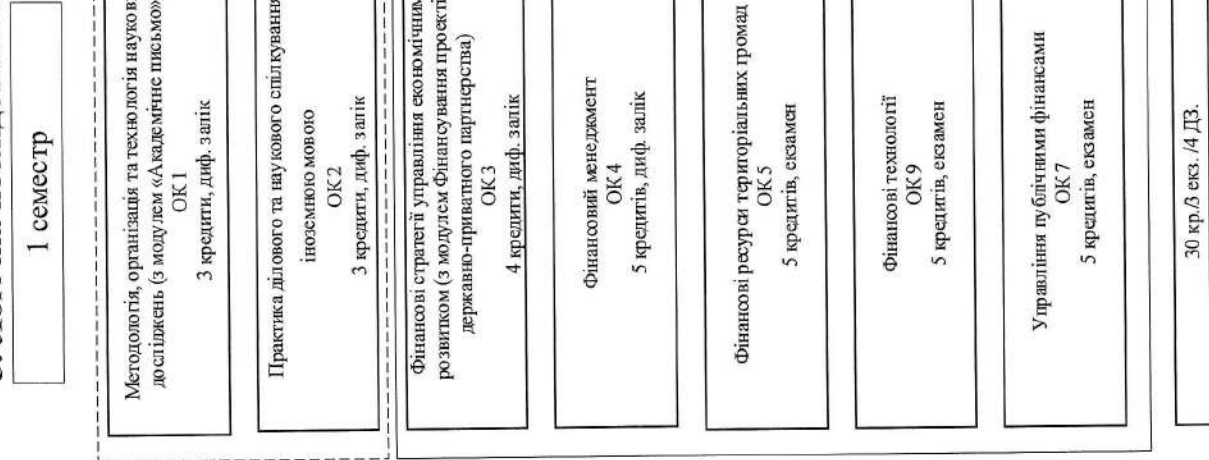 1 семестр
Методологія, організація та технологія науков
досліджень (з модулем «Академічне письмо»
ОК 1
3 кредити, диф. залік
Практика ділового та наукового спілкування
іноземною мовою
ОК 2
3 кредити, диф. залік
Фінансові стратегії управління економічним
розвитком (з модулем Фінансування проекті
державно-приватного партнерства)
ОК 3
4 кредити, диф. залік
Фінансовий менеджмент
ОК 4
5 кредитів, диф. залік
Фінансові ресурси територіальних громад
ОК 5
5 кредитів, екзамен
Фінансові технології
ОК 9
5 кредитів, екзамен
Управління публічними фінансами
ОК 7
5 кредитів, екзамен
30 кр./3 екз. /4 ДЗ.